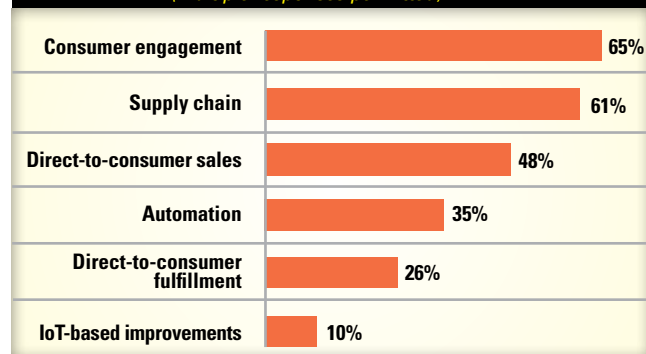 Consumer engagement 65%
Supply chain 61%
Direct-to-consumer sales 48%
Automation 35%
Direct-to-consumer
fulfillment 26%
IoT-based improvements 10%